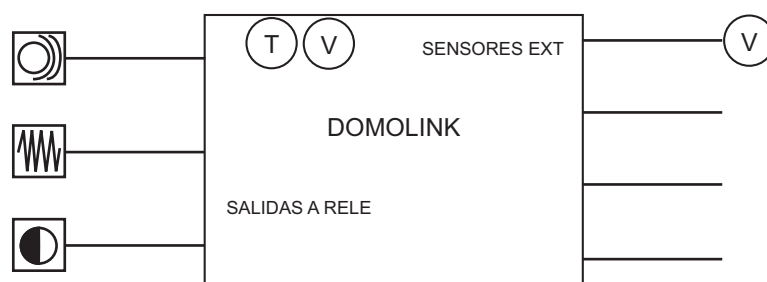 T V SENSORES EXT V
DOMOLINK
SALIDAS A RELE